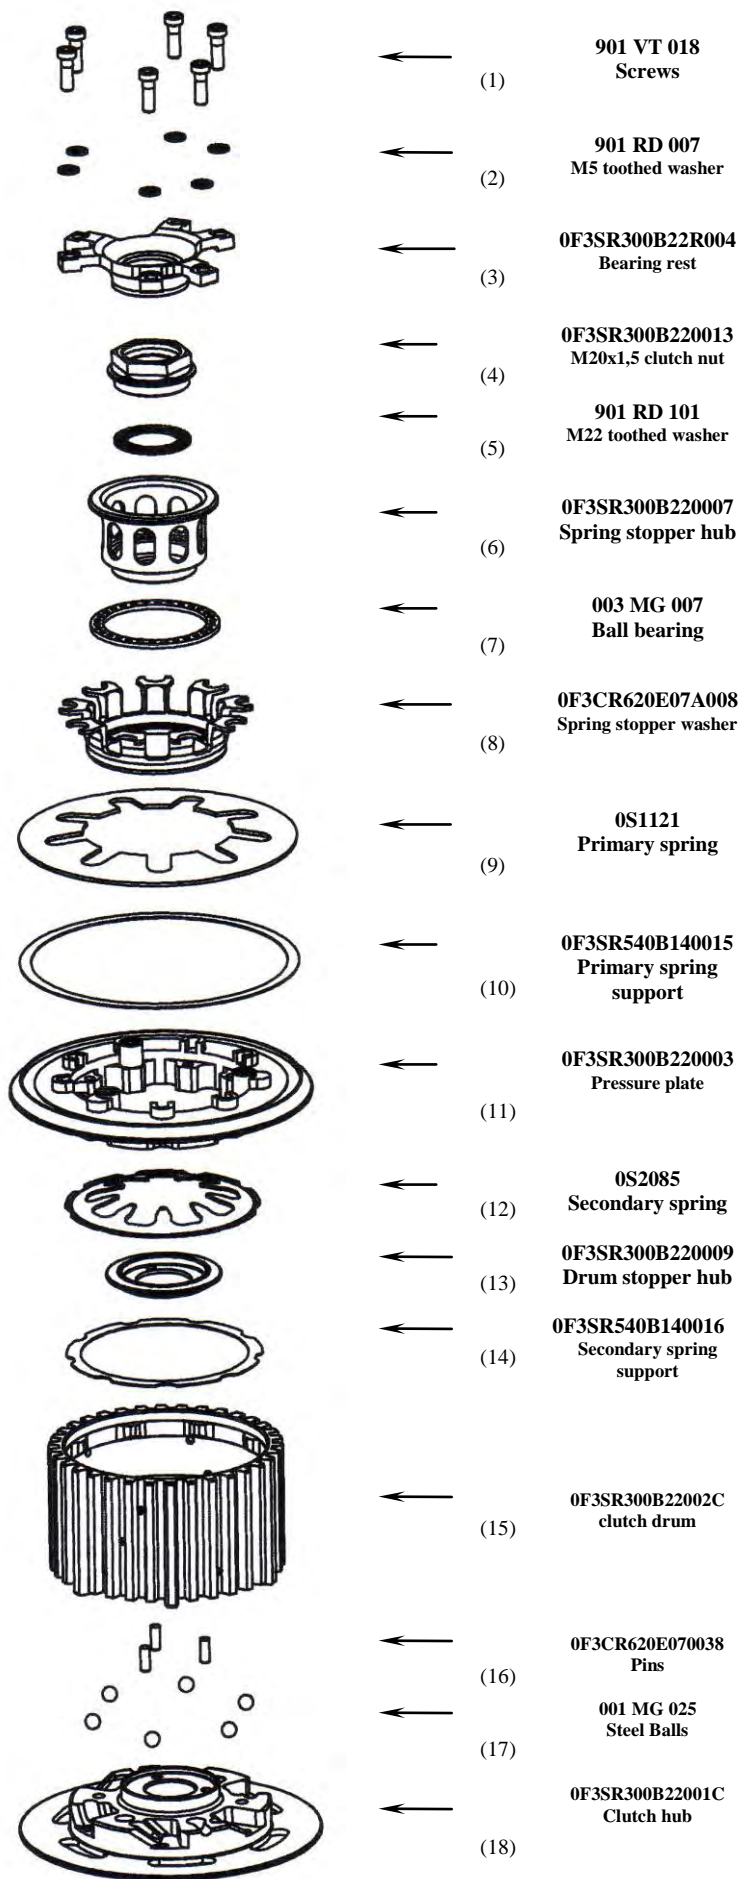 901 VT 018
Screws
(1)
901 RD 007
M5 toothed washer
(2)
0F3SR300B22R004
Bearing rest
(3)
0F3SR300B220013
M20x1,5 clutch nut
(4)
901 RD 101
M22 toothed washer
(5)
0F3SR300B220007
Spring stopper hub
(6)
003 MG 007
Ball bearing
(7)
0F3CR620E07A008
Spring stopper washer
(8)
0S1121
Primary spring
(9)
0F3SR540B140015
Primary spring
support
(10)
0F3SR300B220003
Pressure plate
(11)
0S2085
Secondary spring
(12)
0F3SR300B220009
Drum stopper hub
(13)
0F3SR540B140016
Secondary spring
support
(14)
0F3SR300B22002C
clutch drum
(15)
0F3CR620E070038
Pins
(16)
001 MG 025
Steel Balls
(17)
0F3SR300B22001C
Clutch hub
(18)